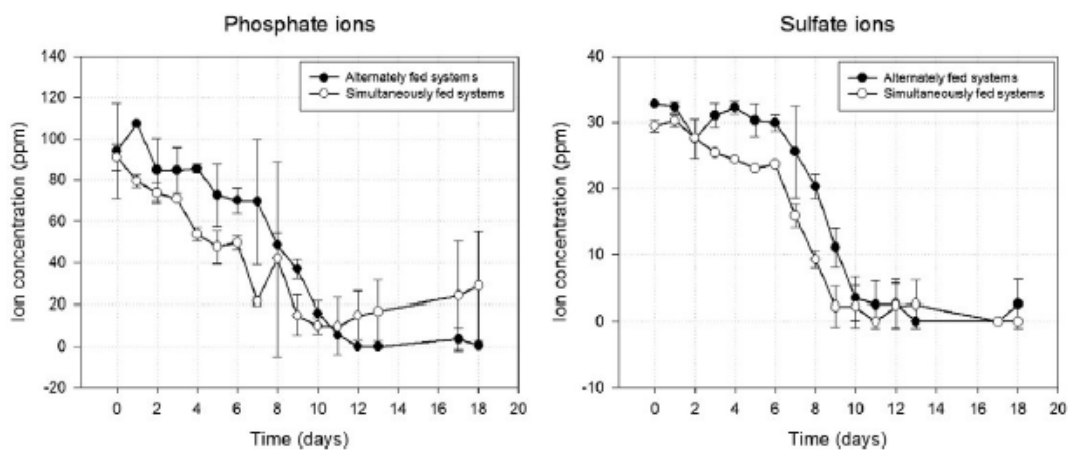 Phosphate ions
Alternately fed systems
Simultaneously fed systems
Ion concentration (ppm)
140
120
100
80
60
40
20
0
-20
0 2 4 6 8 10 12 14 16 18 20
Time (days)
Sulfate ions
Alternately fed systems
Simultaneously fed systems
Ion concentration (ppm)
40
30
20
10
0
-10
0 2 4 6 8 10 12 14 16 18 20
Time (days)